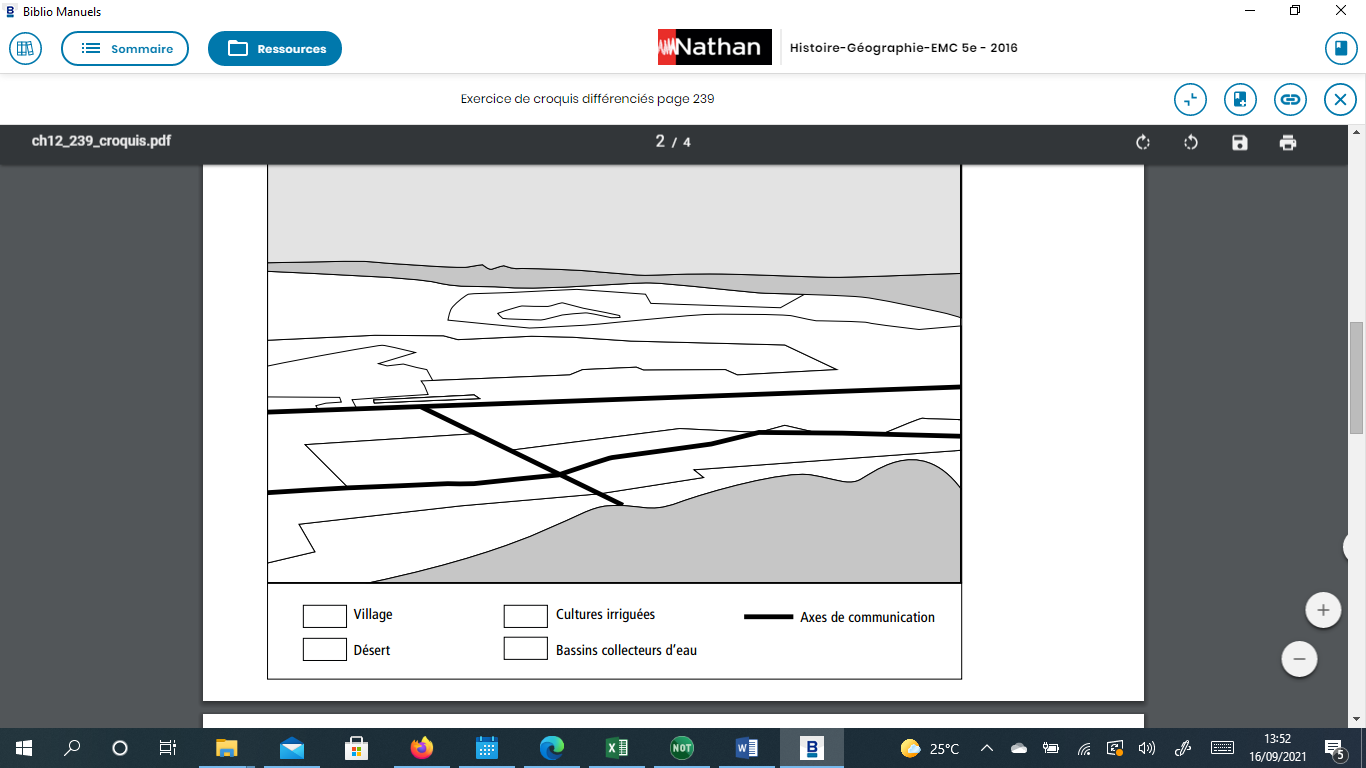 Biblio Manuels
Sommaire
Ressources
Nathan
Histoire-Géographie-EMC 5e - 2016
Exercice de croquis différenciés page 239
ch12_239_croquis.pdf
2 / 4
Village
Cultures irriguées
Axes de communication
Désert
Bassins collecteurs d'eau
NOT
25°C
13:52
16/09/2021
5